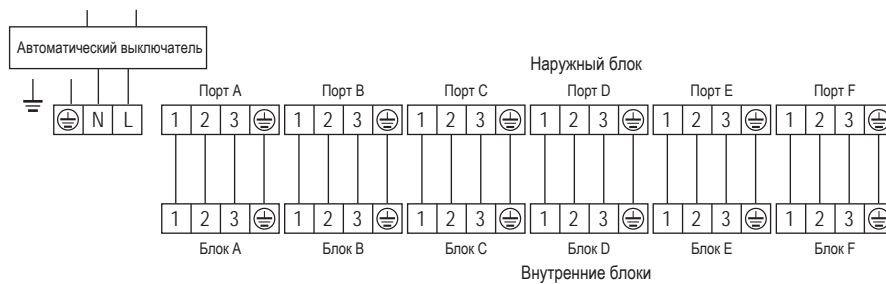 Автоматический выключатель
Наружный блок
Порт A Порт B Порт C Порт D Порт E Порт F
N L 1 2 3 1 2 3 1 2 3 1 2 3 1 2 3 1 2 3
1 2 3 1 2 3 1 2 3 1 2 3 1 2 3 1 2 3
Блок A Блок B Блок C Блок D Блок E Блок F
Внутренние блоки